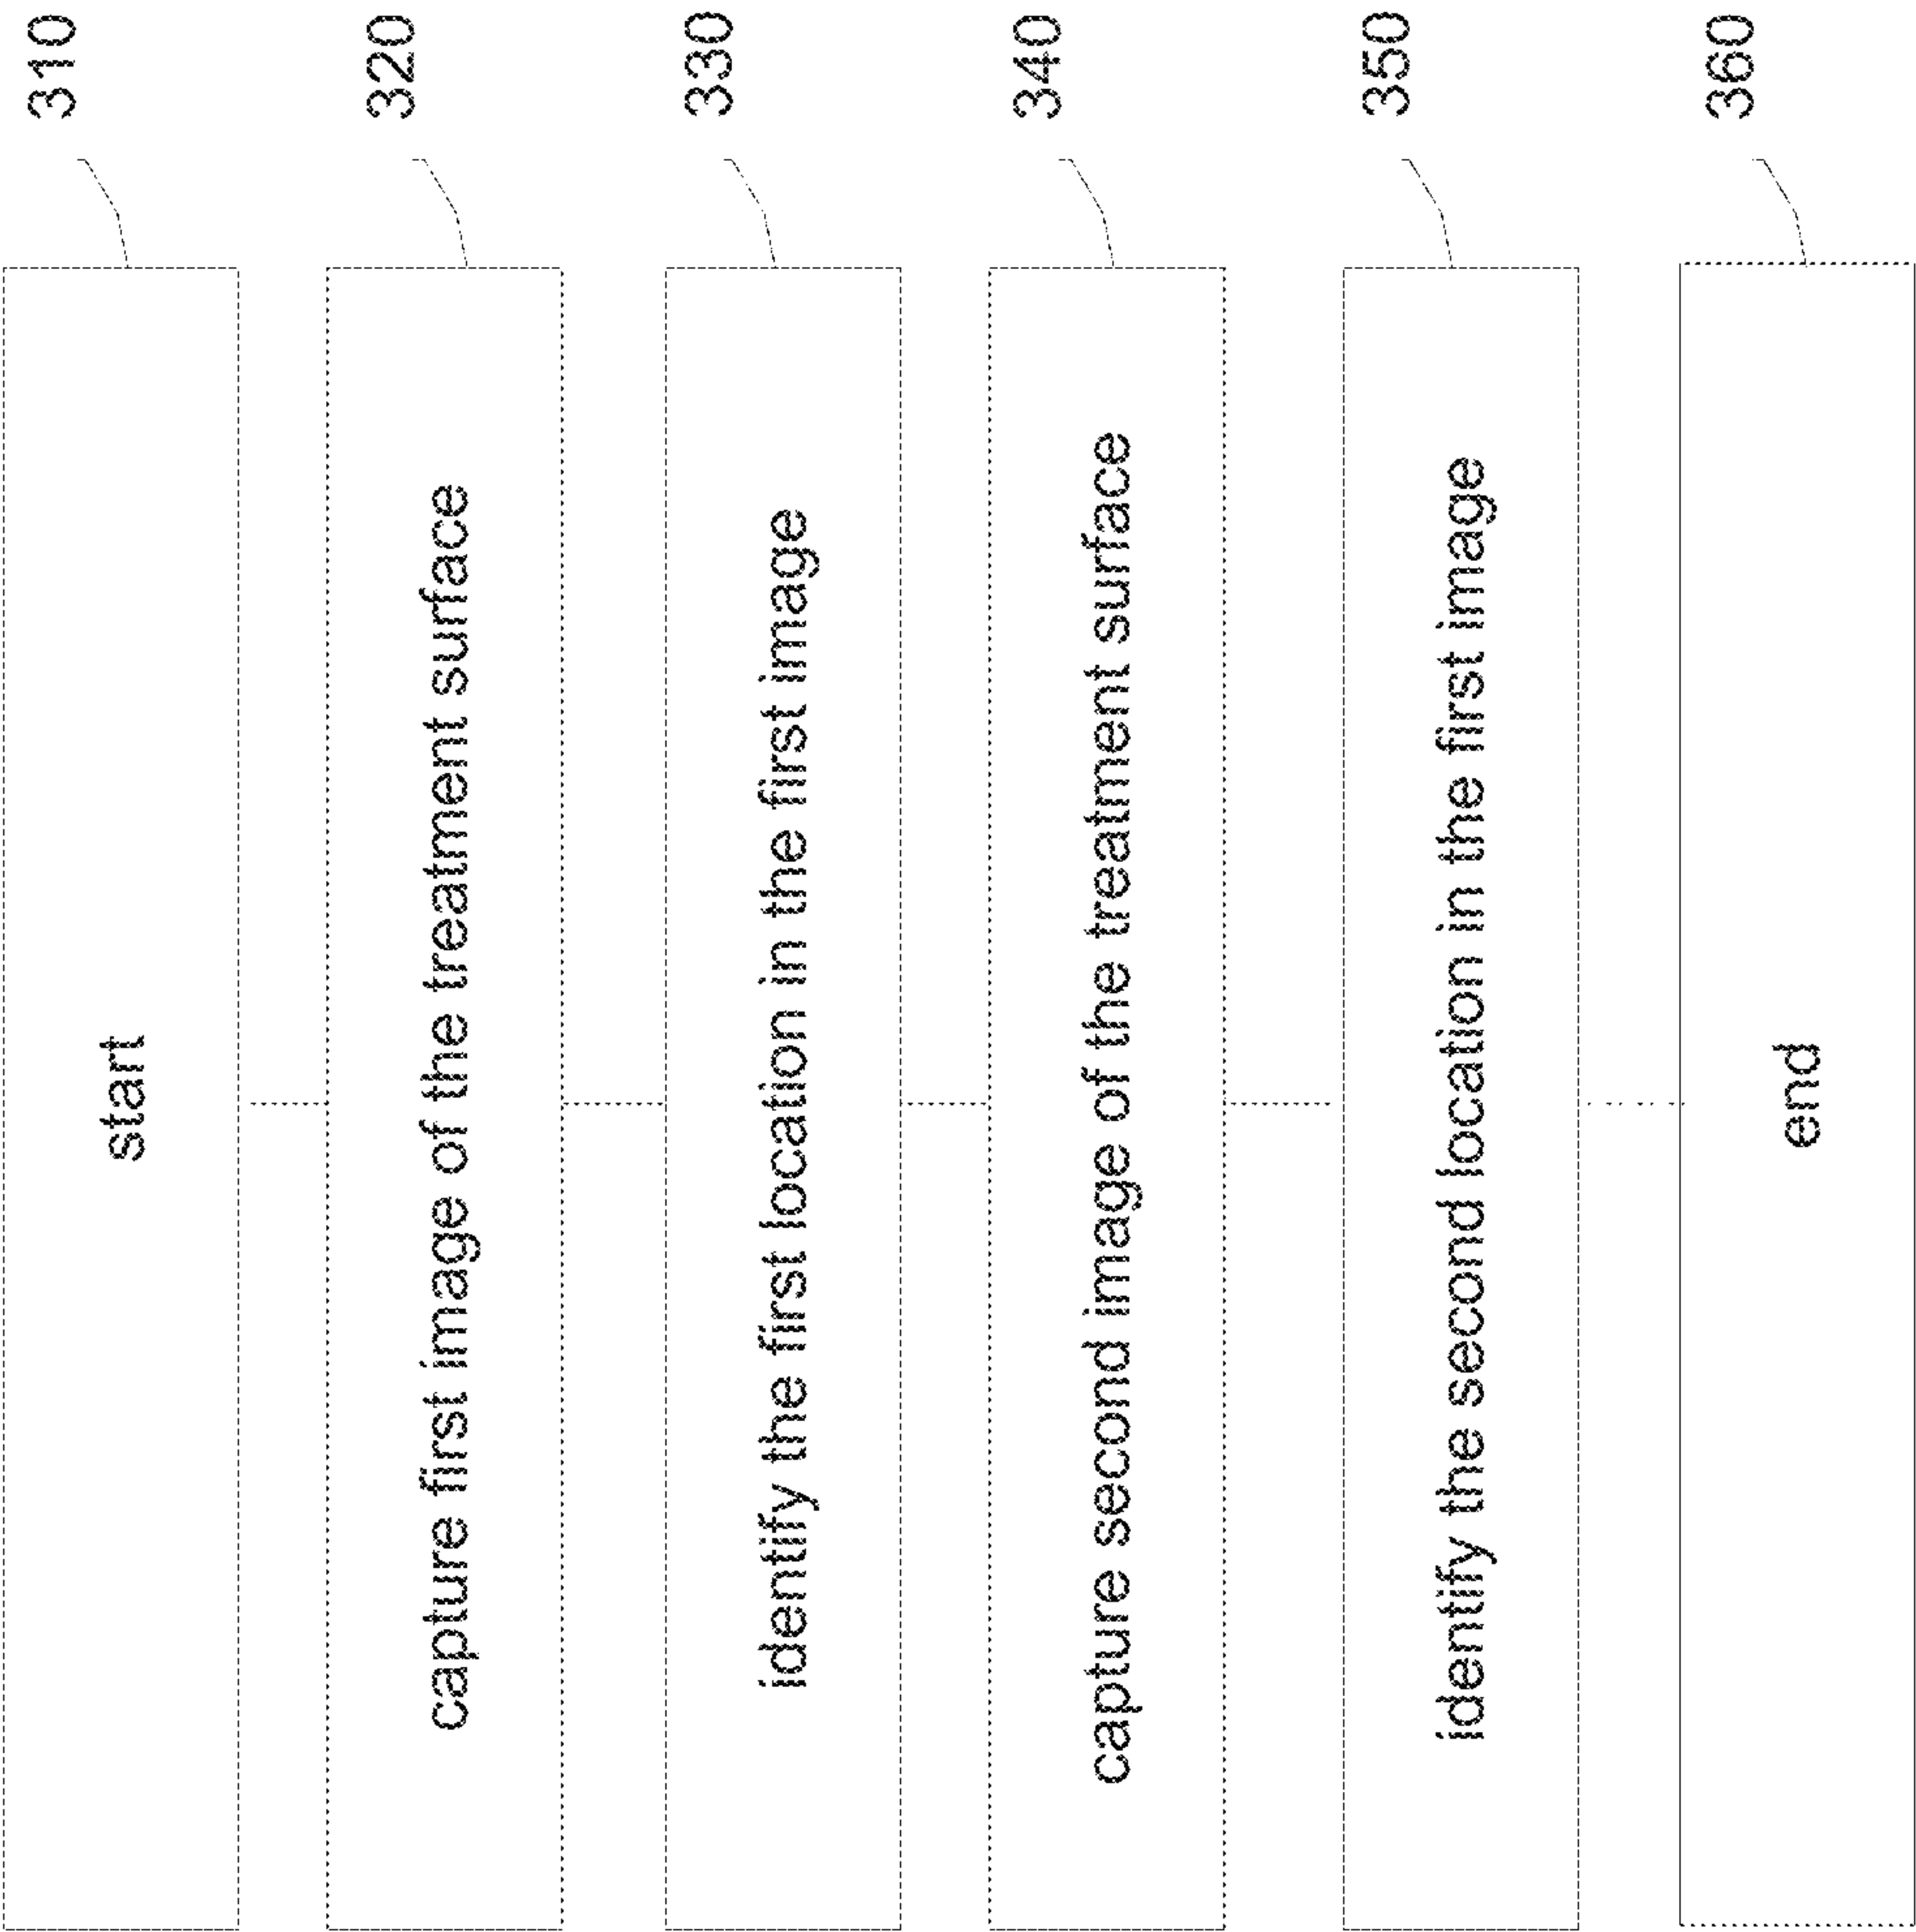 start
310
capture first image of the treatment surface
320
identify the first location in the first image
330
capture second image of the treatment surface
340
identify the second location in the first image
350
end
360